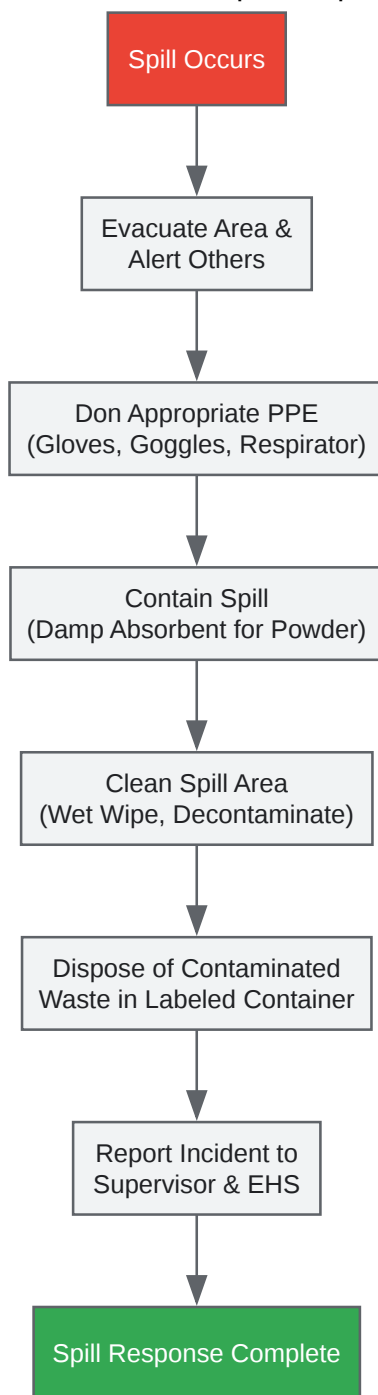 Spill Occurs
Evacuate Area &
Alert Others
Don Appropriate PPE
(Gloves, Goggles, Respirator)
Contain Spill
(Damp Absorbent for Powder)
Clean Spill Area
(Wet Wipe, Decontaminate)
Dispose of Contaminated
Waste in Labeled Container
Report Incident to
Supervisor & EHS
Spill Response Complete